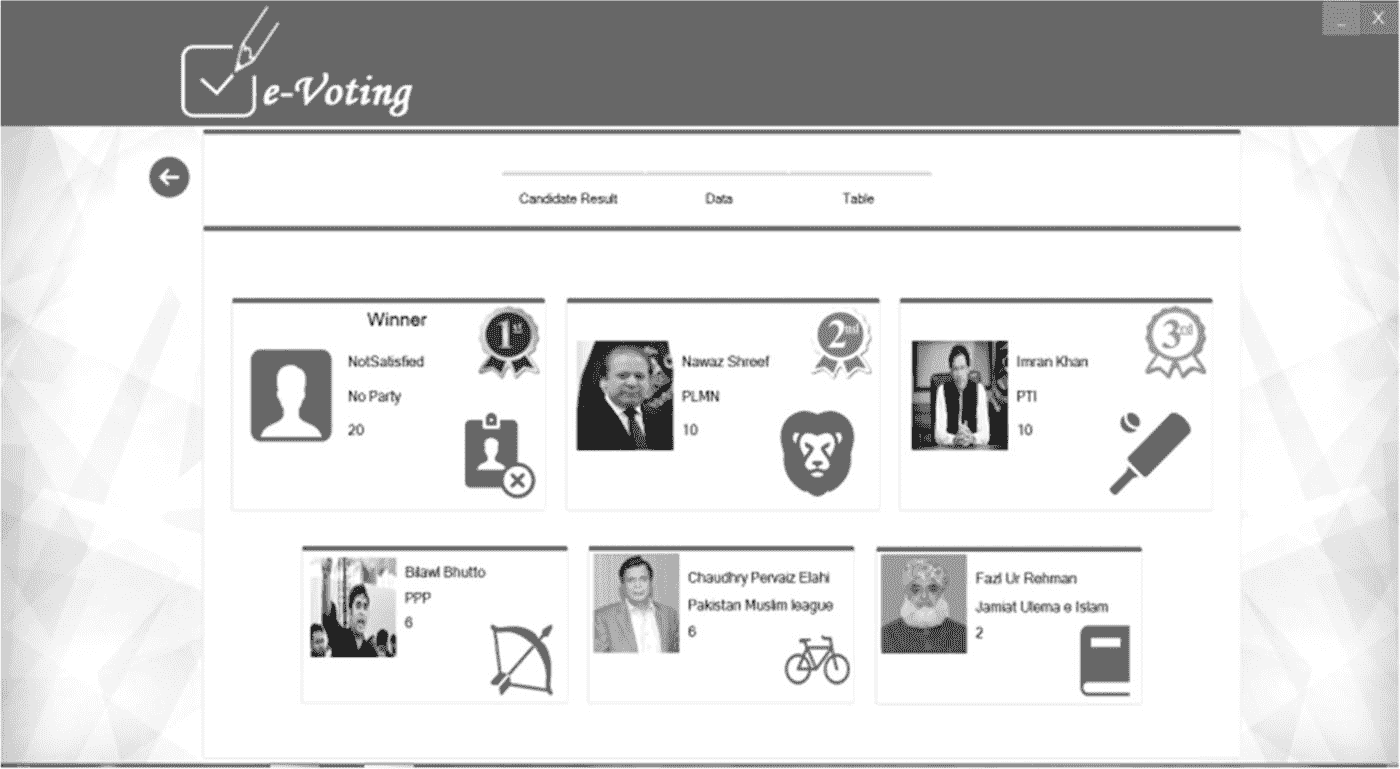 _ X
e-Voting
Candidate Result Data Table
Winner
1st
NotSatisfied
No Party
20
2nd
Nawaz Shreef
PLMN
10
3rd
Imran Khan
PTI
10
Bilawl Bhutto
PPP
6
Chaudhry Pervaiz Elahi
Pakistan Muslim league
6
Fazl Ur Rehman
Jamiat Ulema e Islam
2